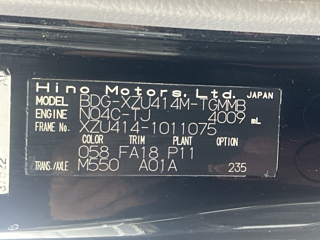 Hino Motors, Ltd. JAPAN
MODEL BDG-XZU414M-TGMMB
ENGINE N04C-TJ 4009 mL
FRAME No. XZU414-1011075
COLOR TRIM PLANT OPTION
058 FA18 P11
TRANS./AXLE M550 A01A 235